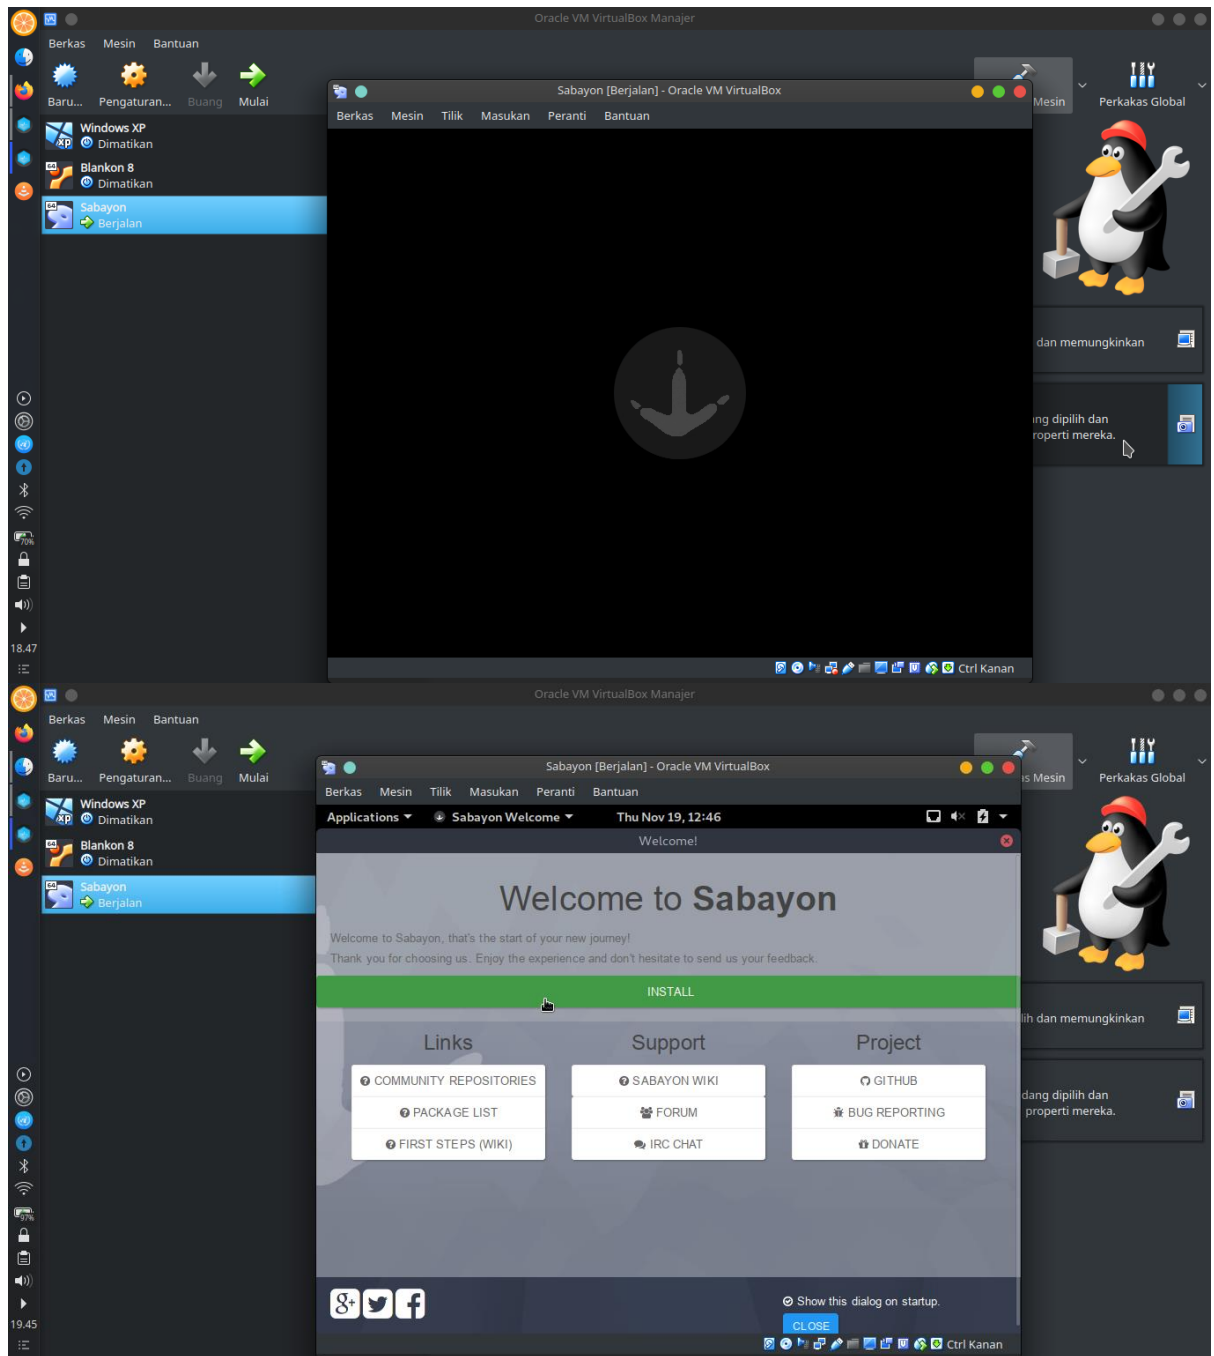 Oracle VM VirtualBox Manajer
Berkas Mesin Bantuan
Baru... Pengaturan... Buang Mulai
Mesin Perkakas Global
Windows XP
Dimatikan
Blankon 8
Dimatikan
Sabayon
Berjalan
Sabayon [Berjalan] - Oracle VM VirtualBox
Berkas Mesin Tilik Masukan Peranti Bantuan
dan memungkinkan
ang dipilih dan
roperti mereka.
70%
18.47
Ctrl Kanan
Oracle VM VirtualBox Manajer
Berkas Mesin Bantuan
Baru... Pengaturan... Buang Mulai
s Mesin Perkakas Global
Windows XP
Dimatikan
Blankon 8
Dimatikan
Sabayon
Berjalan
Sabayon [Berjalan] - Oracle VM VirtualBox
Berkas Mesin Tilik Masukan Peranti Bantuan
Applications Sabayon Welcome Thu Nov 19, 12:46
Welcome!
Welcome to Sabayon
Welcome to Sabayon, that's the start of your new journey!
Thank you for choosing us. Enjoy the experience and don't hesitate to send us your feedback.
INSTALL
Links
COMMUNITY REPOSITORIES
PACKAGE LIST
FIRST STEPS (WIKI)
Support
SABAYON WIKI
FORUM
IRC CHAT
Project
GITHUB
BUG REPORTING
DONATE
lih dan memungkinkan
dang dipilih dan
properti mereka.
Show this dialog on startup.
CLOSE
97%
19.45
Ctrl Kanan